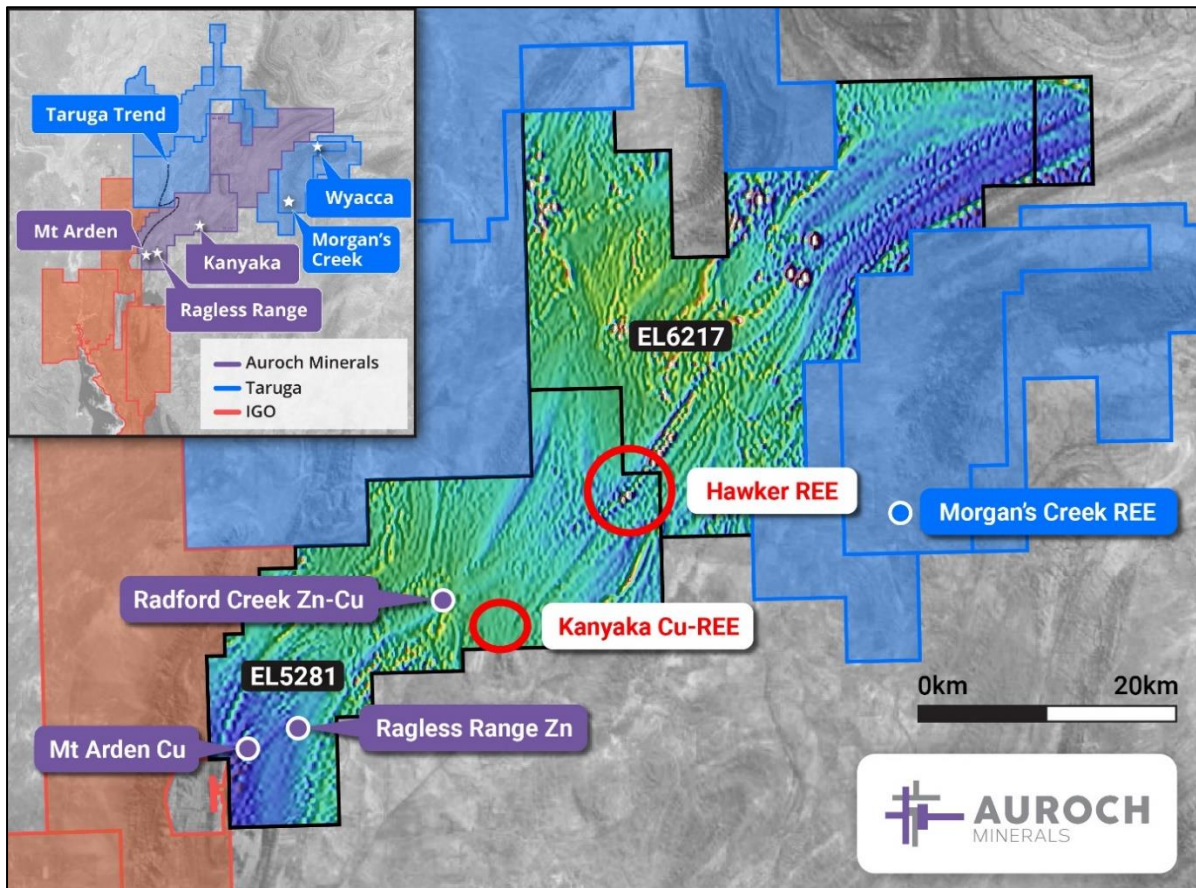 Taruga Trend
Wyacca
Mt Arden
Kanyaka
Morgan's
Creek
Ragless Range
Auroch Minerals
Taruga
IGO
EL6217
Hawker REE
Morgan's Creek REE
Radford Creek Zn-Cu
Kanyaka Cu-REE
EL5281
0km
20km
Ragless Range Zn
Mt Arden Cu
AUROCH
MINERALS